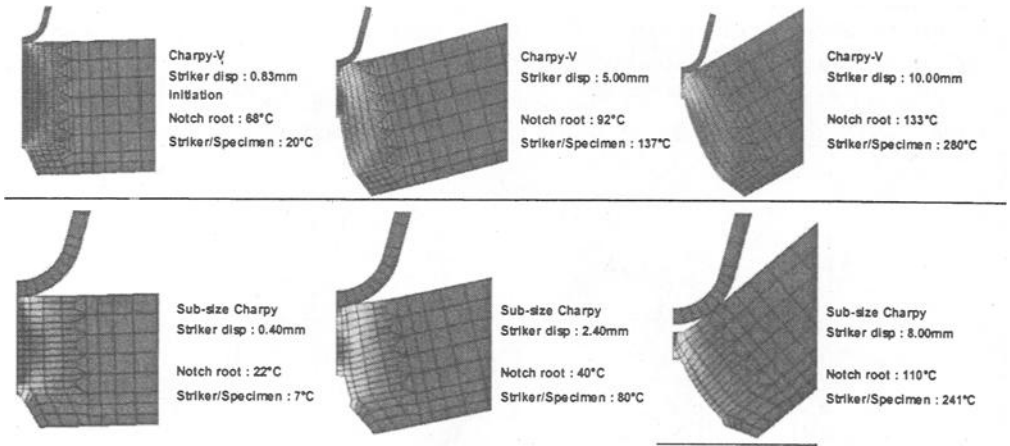 Charpy-V
Striker disp : 0.83mm
Initiation
Notch root : 68°C
Striker/Specimen : 20°C
Charpy-V
Striker disp : 5.00mm
Notch root : 92°C
Striker/Specimen : 137°C
Charpy-V
Striker disp : 10.00mm
Notch root : 133°C
Striker/Specimen : 280°C
Sub-size Charpy
Striker disp : 0.40mm
Notch root : 22°C
Striker/Specimen : 7°C
Sub-size Charpy
Striker disp : 2.40mm
Notch root : 40°C
Striker/Specimen : 80°C
Sub-size Charpy
Striker disp : 8.00mm
Notch root : 110°C
Striker/Specimen : 241°C